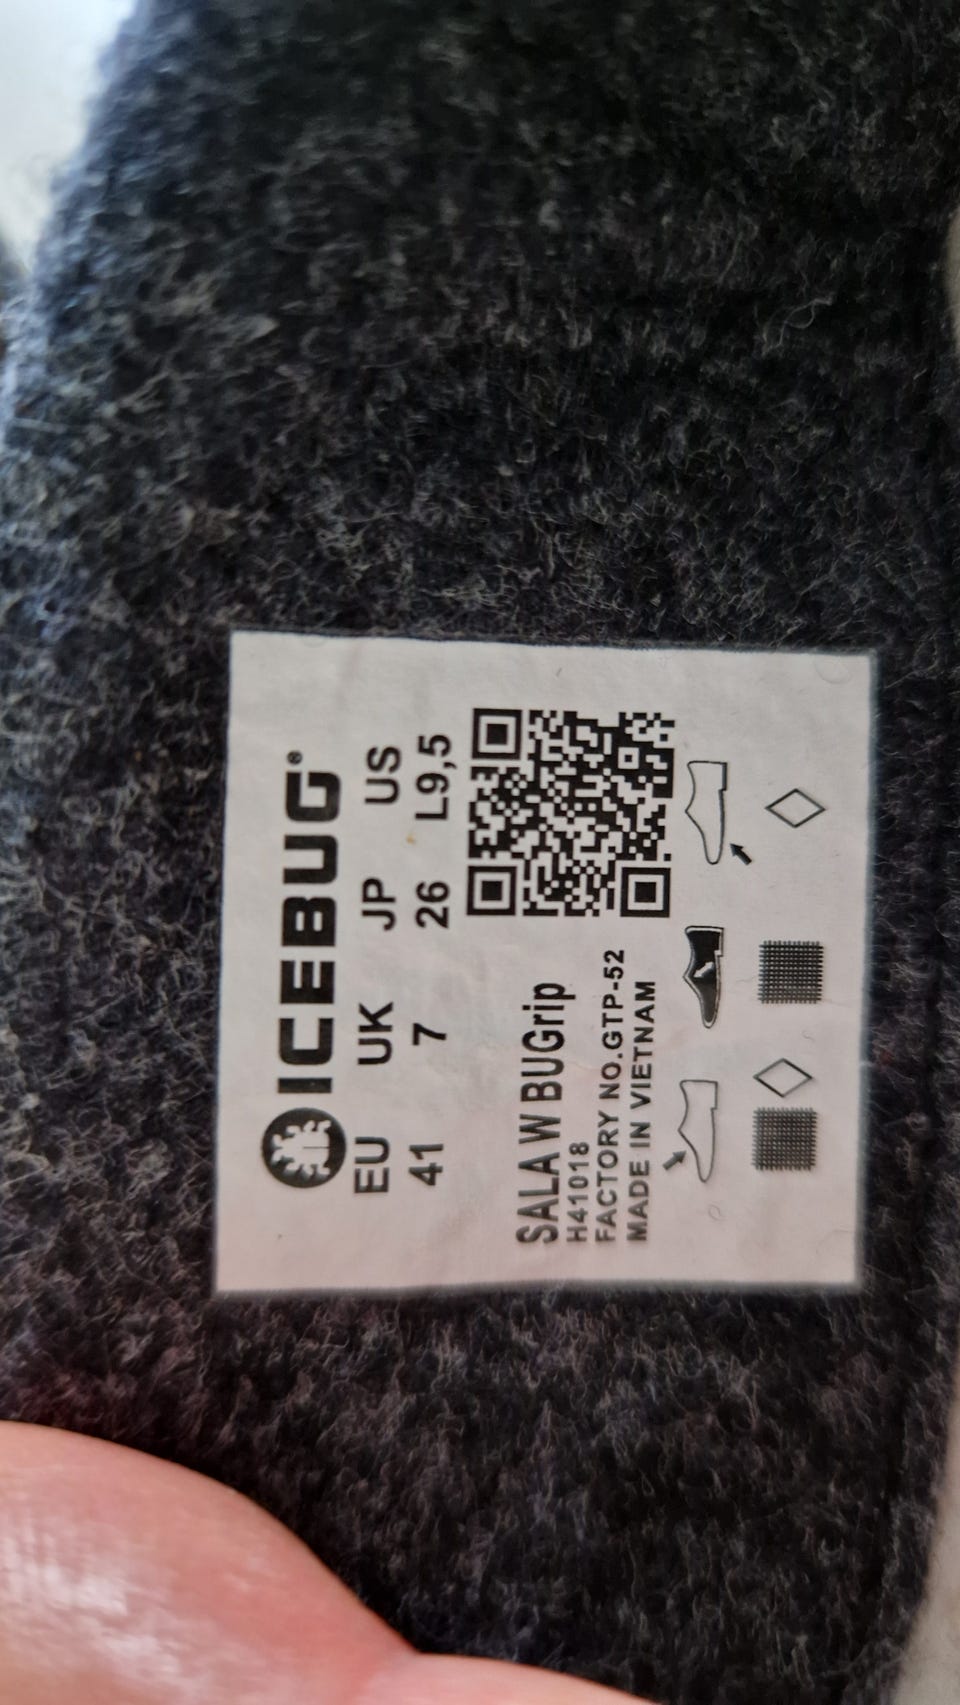 ICEBUG®
EU UK JP US
41 7 26 L9,5
SALA W BUGrip
H41018
FACTORY NO.GTP-52
MADE IN VIETNAM